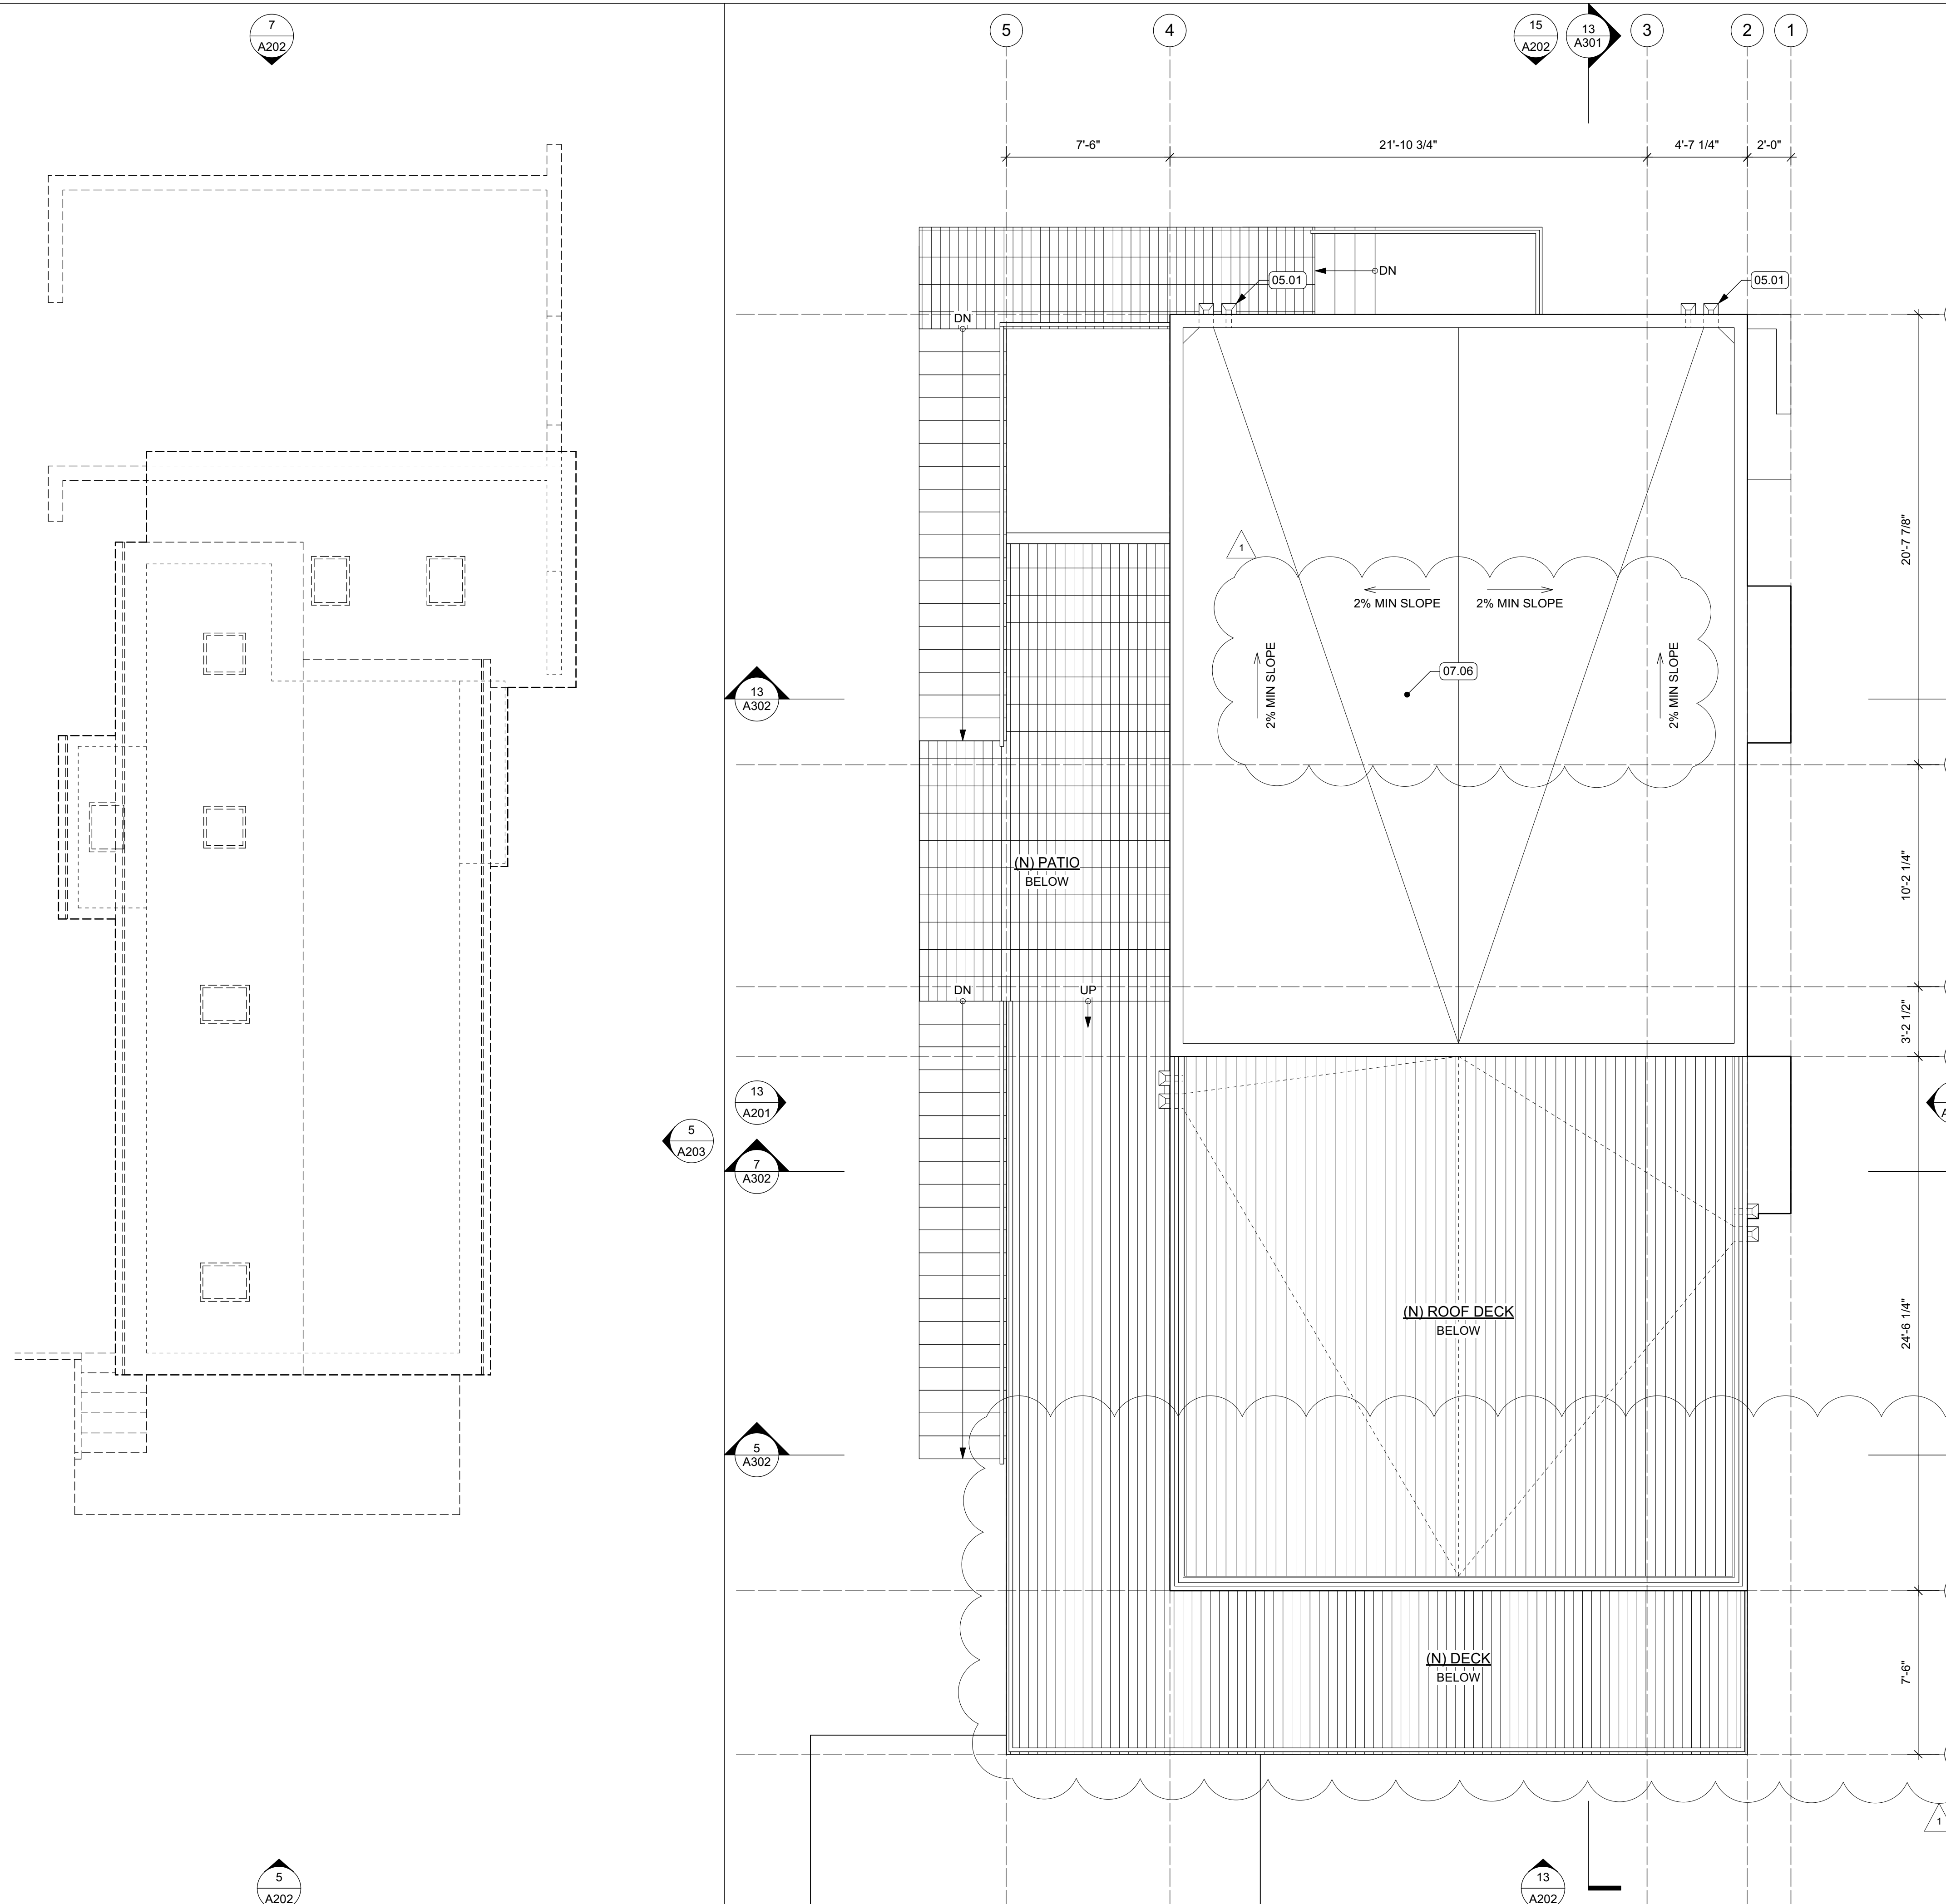 7
A202
5
4
15
A202
13
A301
3
2
1
7'-6"
21'-10 3/4"
4'-7 1/4"
2'-0"
05.01
DN
05.01
DN
20'-7 7/8"
1
2% MIN SLOPE
2% MIN SLOPE
2% MIN SLOPE
2% MIN SLOPE
07.06
13
A302
(N) PATIO
BELOW
10'-2 1/4"
DN
UP
3'-2 1/2"
13
A201
5
A203
7
A302
(N) ROOF DECK
BELOW
24'-6 1/4"
5
A302
(N) DECK
BELOW
7'-6"
1
5
A202
13
A202